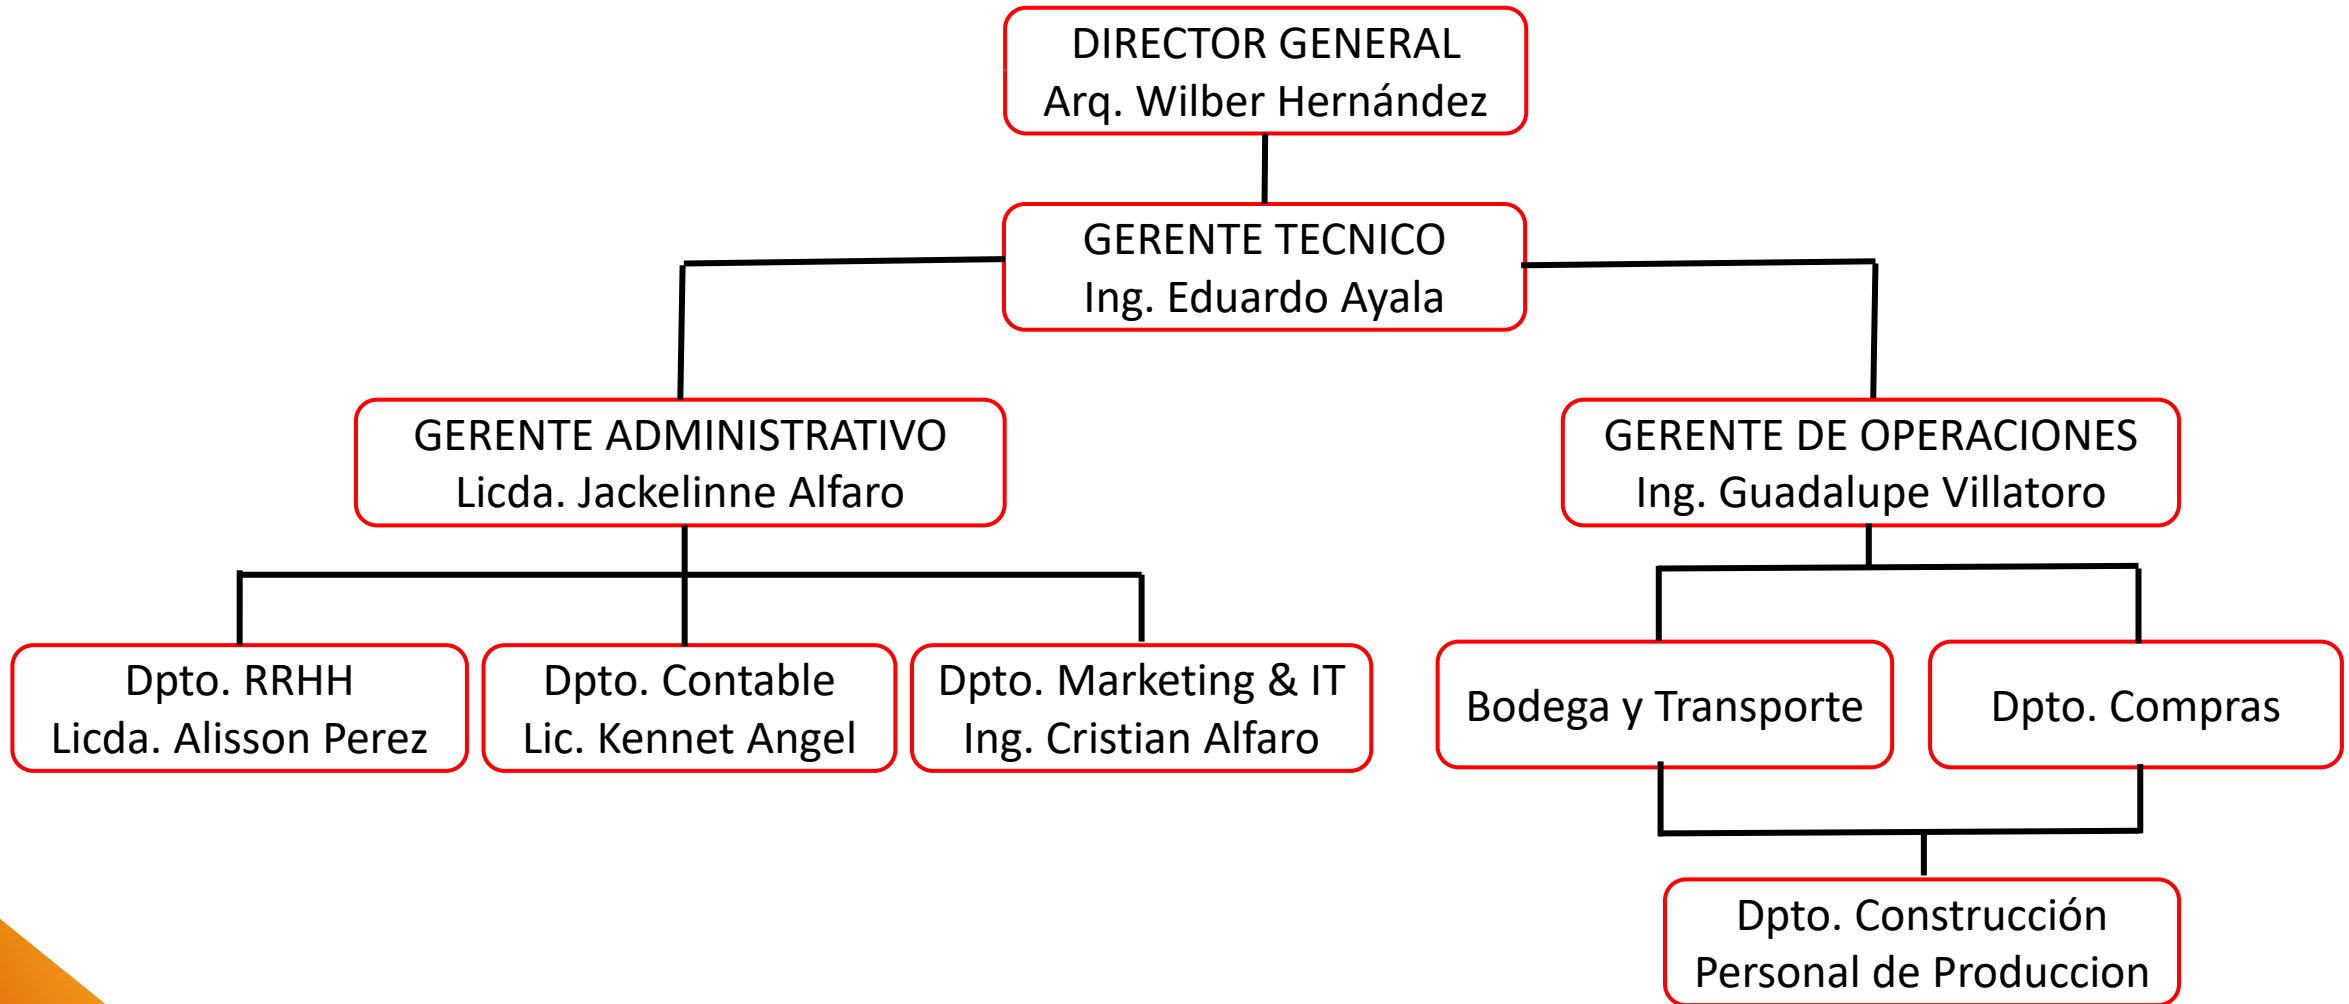 DIRECTOR GENERAL
Arq. Wilber Hernández
GERENTE TECNICO
Ing. Eduardo Ayala
GERENTE ADMINISTRATIVO
Licda. Jackelinne Alfaro
GERENTE DE OPERACIONES
Ing. Guadalupe Villatoro
Dpto. RRHH
Licda. Alisson Perez
Dpto. Contable
Lic. Kennet Angel
Dpto. Marketing & IT
Ing. Cristian Alfaro
Bodega y Transporte
Dpto. Compras
Dpto. Construcción
Personal de Produccion